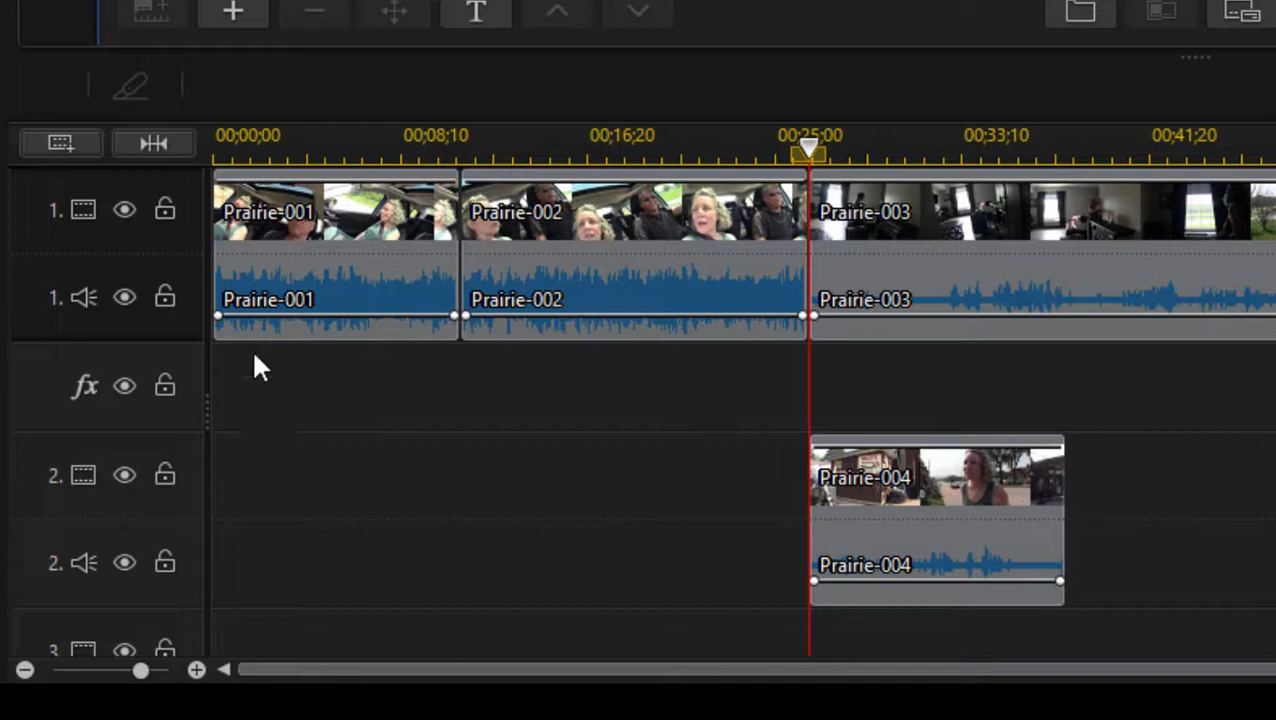 T
00;00;00 00;08;10 00;16;20 00;25;00 00;33;10 00;41;20
1. Prairie-001 Prairie-002 Prairie-003
1. Prairie-001 Prairie-002 Prairie-003
fx
2. Prairie-004
2. Prairie-004
3.